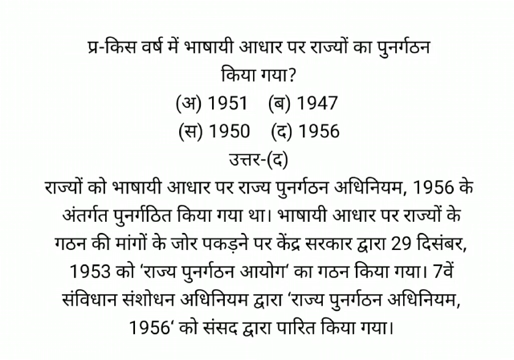 प्र-किस वर्ष में भाषायी आधार पर राज्यों का पुनर्गठन
किया गया?
(अ) 1951 (ब) 1947
(स) 1950 (द) 1956
उत्तर-(द)
राज्यों को भाषायी आधार पर राज्य पुनर्गठन अधिनियम, 1956 के
अंतर्गत पुनर्गठित किया गया था। भाषायी आधार पर राज्यों के
गठन की मांगों के जोर पकड़ने पर केंद्र सरकार द्वारा 29 दिसंबर,
1953 को ‘राज्य पुनर्गठन आयोग‘ का गठन किया गया। 7वें
संविधान संशोधन अधिनियम द्वारा ‘राज्य पुनर्गठन अधिनियम,
1956‘ को संसद द्वारा पारित किया गया।